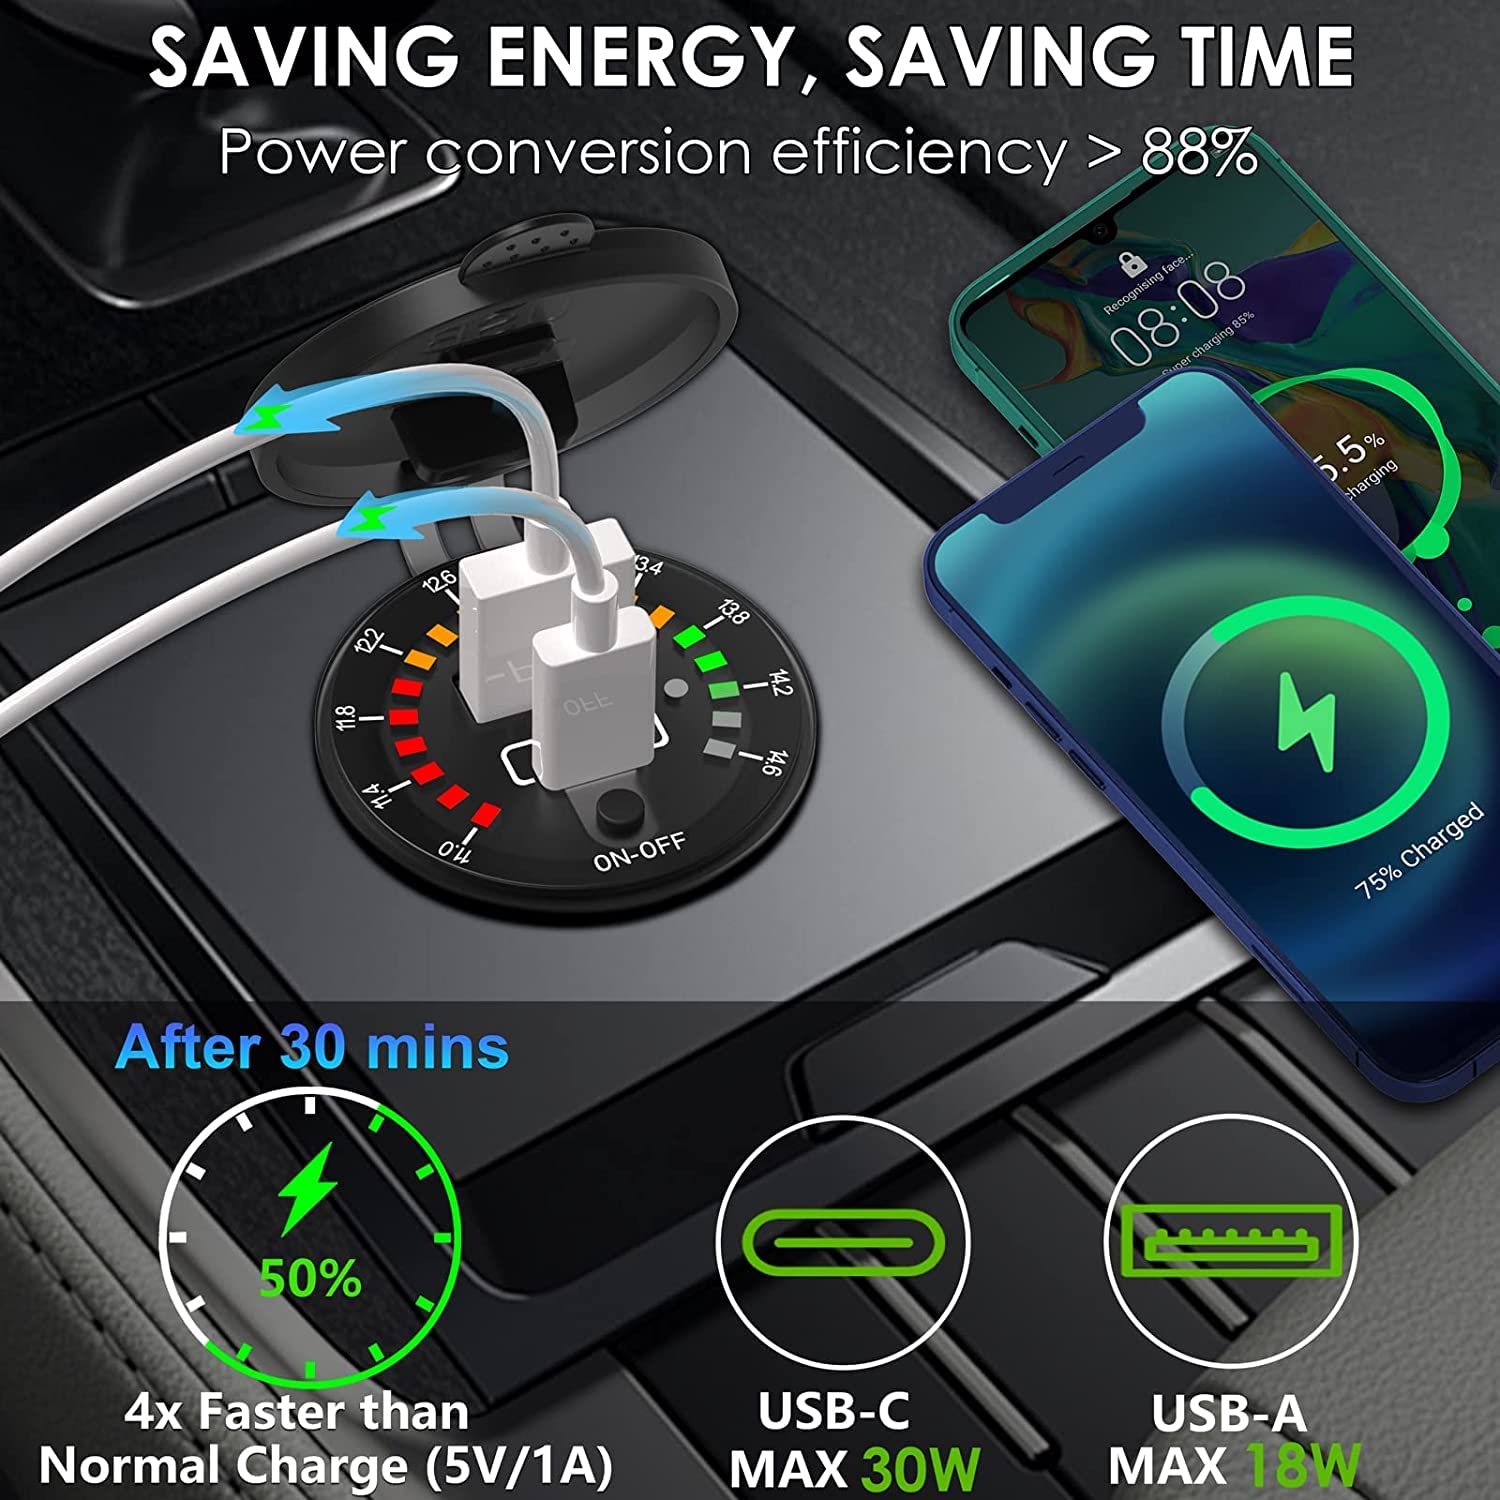 SAVING ENERGY, SAVING TIME
Power conversion efficiency > 88%
Recognising face...
08:08
Super charging 85%
5.5%
charging
12.6
13.4
13.8
12.2
14.2
11.8
14.6
11.4
11.0
OFF
ON-OFF
75% Charged
After 30 mins
50%
4x Faster than
Normal Charge (5V/1A)
USB-C
MAX 30W
USB-A
MAX 18W